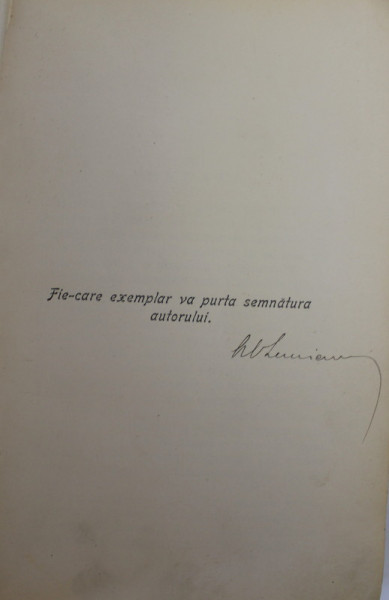 Fie-care exemplar va purta semnătura
autorului.